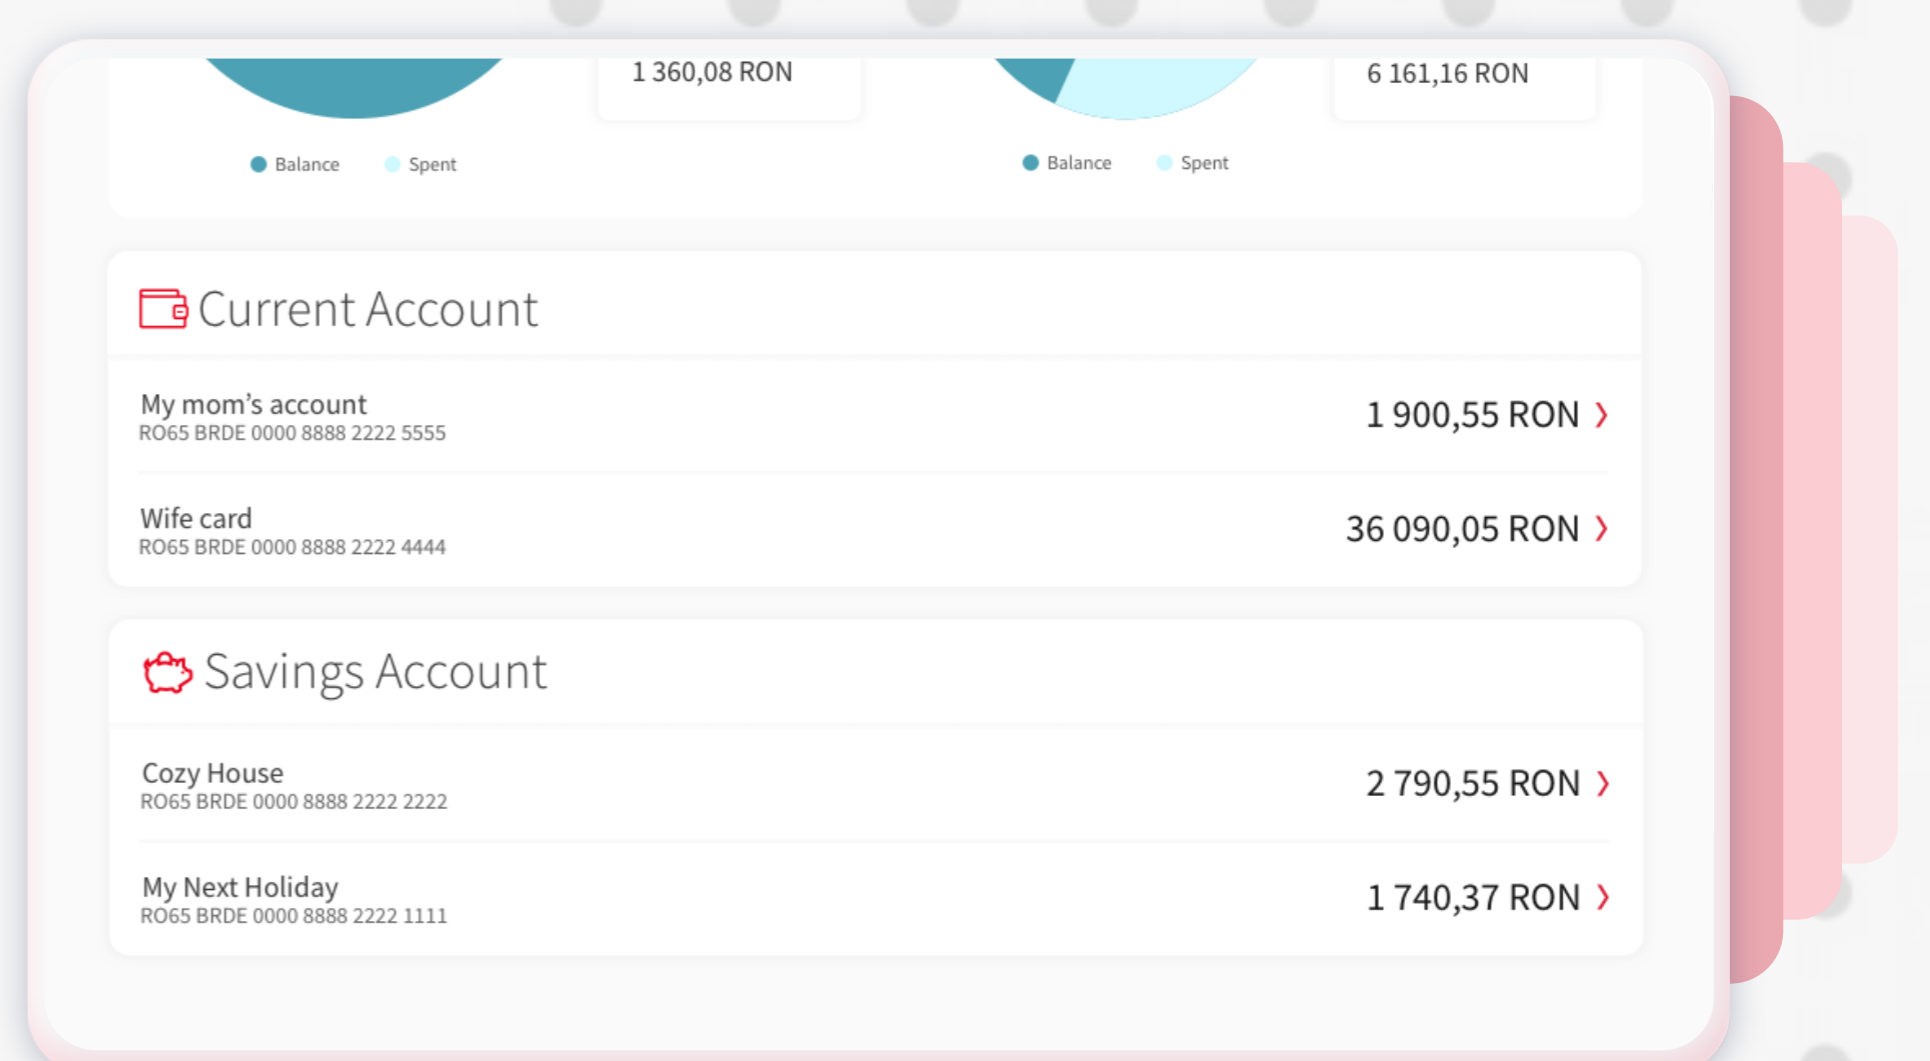 1 360,08 RON
6 161,16 RON
Balance
Spent
Balance
Spent
Current Account
My mom’s account
RO65 BRDE 0000 8888 2222 5555
1 900,55 RON
Wife card
RO65 BRDE 0000 8888 2222 4444
36 090,05 RON
Savings Account
Cozy House
RO65 BRDE 0000 8888 2222 2222
2 790,55 RON
My Next Holiday
RO65 BRDE 0000 8888 2222 1111
1 740,37 RON